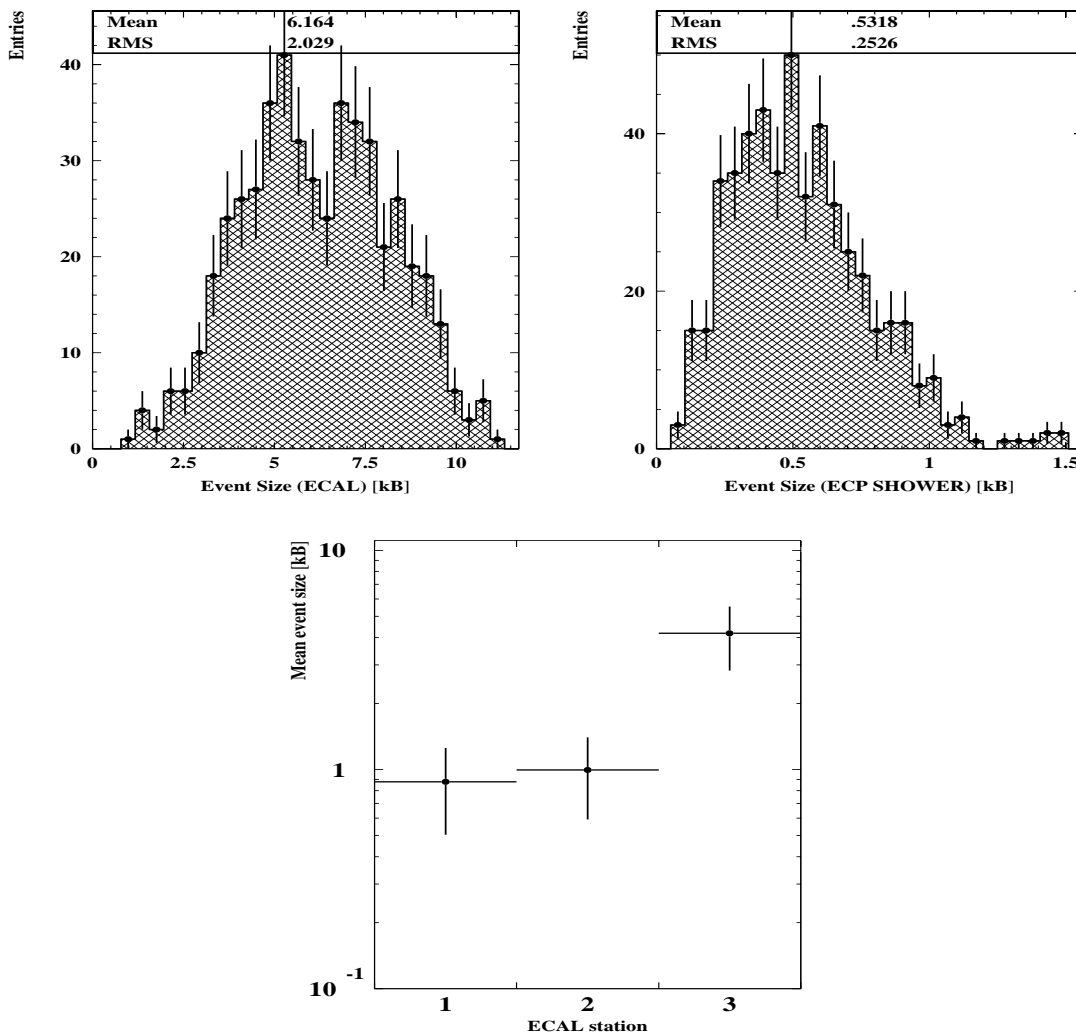 Mean 6.164
RMS 2.029
Entries
40
30
20
10
0
0 2.5 5 7.5 10
Event Size (ECAL) [kB]
Mean .5318
RMS .2526
Entries
40
20
0
0 0.5 1 1.5
Event Size (ECP SHOWER) [kB]
Mean event size [kB]
10
1
10 -1
1 2 3
ECAL station